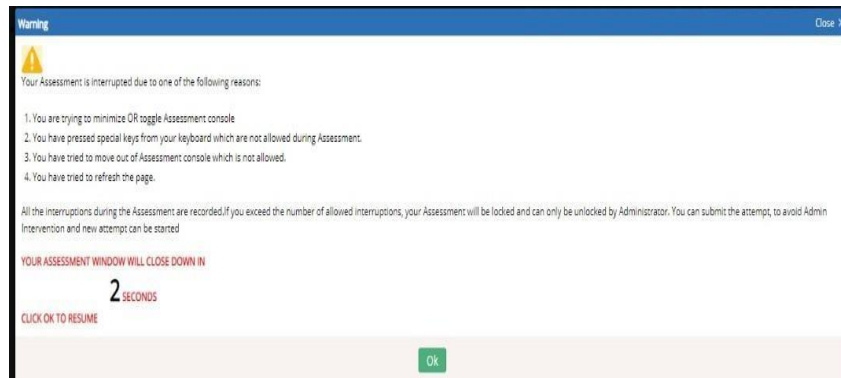 Warning
Close X
Your Assessment is interrupted due to one of the following reasons:
1. You are trying to minimize OR toggle Assessment console
2. You have pressed special keys from your keyboard which are not allowed during Assessment.
3. You have tried to move out of Assessment console which is not allowed.
4. You have tried to refresh the page.
All the interruptions during the Assessment are recorded.If you exceed the number of allowed interruptions, your Assessment will be locked and can only be unlocked by Administrator. You can submit the attempt, to avoid Admin
Intervention and new attempt can be started
YOUR ASSESSMENT WINDOW WILL CLOSE DOWN IN
2 SECONDS
CLICK OK TO RESUME
Ok